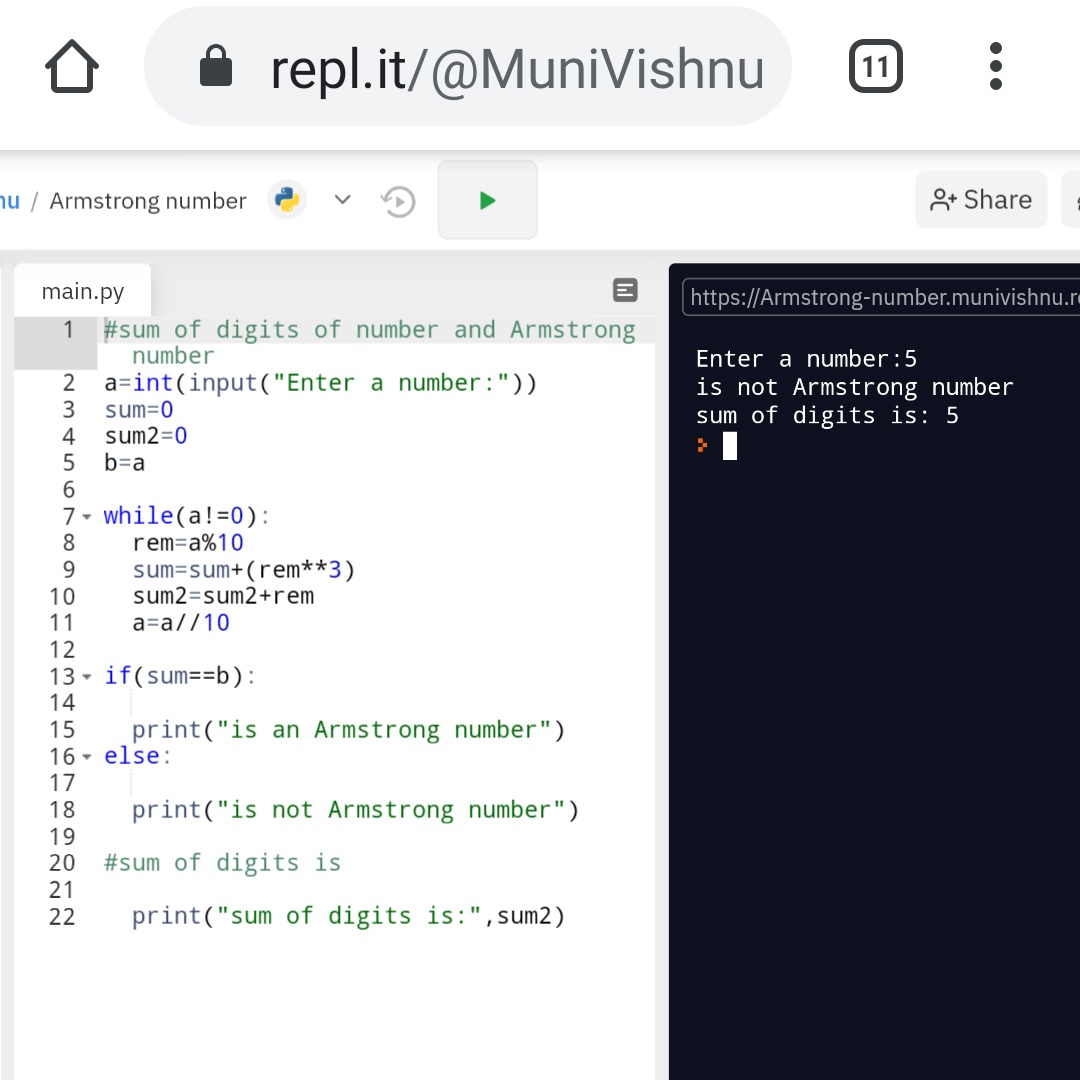 repl.it/@MuniVishnu
11
nu / Armstrong number
Share
main.py
1 #sum of digits of number and Armstrong
number
2 a=int(input("Enter a number:"))
3 sum=0
4 sum2=0
5 b=a
6
7 while(a!=0):
8 rem=a%10
9 sum=sum+(rem**3)
10 sum2=sum2+rem
11 a=a//10
12
13 if(sum==b):
14
15 print("is an Armstrong number")
16 else:
17
18 print("is not Armstrong number")
19
20 #sum of digits is
21
22 print("sum of digits is:",sum2)
https://Armstrong-number.munivishnu.re
Enter a number:5
is not Armstrong number
sum of digits is: 5